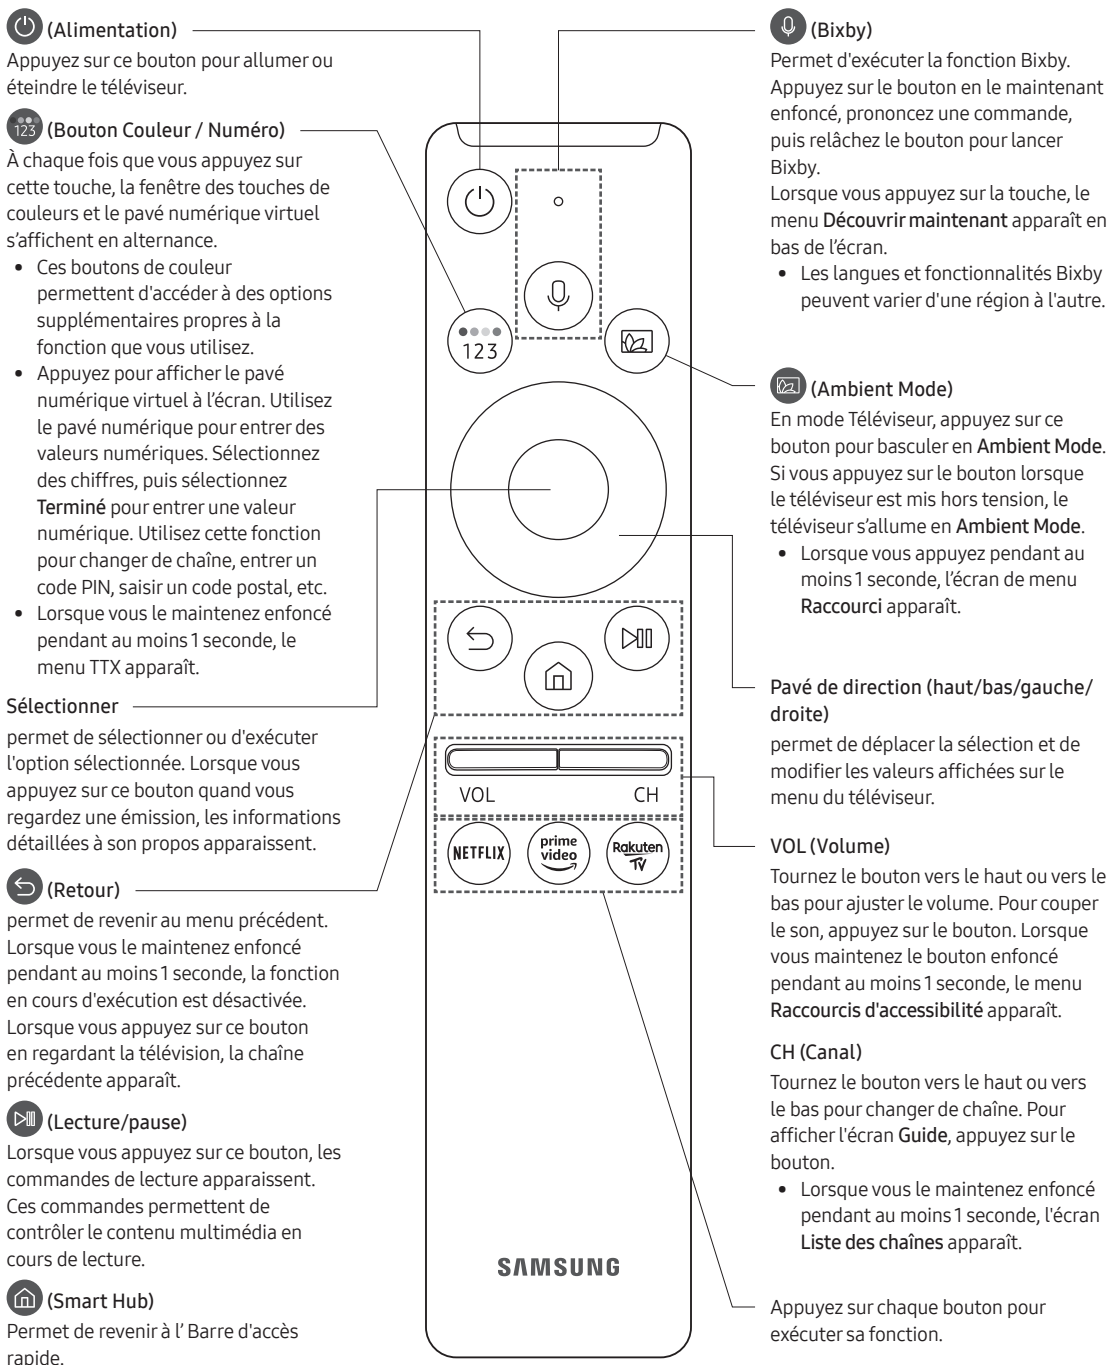 (Alimentation)
Appuyez sur ce bouton pour allumer ou
éteindre le téléviseur.
123 (Bouton Couleur / Numéro)
À chaque fois que vous appuyez sur
cette touche, la fenêtre des touches de
couleurs et le pavé numérique virtuel
s’affichent en alternance.
• Ces boutons de couleur
permettent d'accéder à des options
supplémentaires propres à la
fonction que vous utilisez.
• Appuyez pour afficher le pavé
numérique virtuel à l’écran. Utilisez
le pavé numérique pour entrer des
valeurs numériques. Sélectionnez
des chiffres, puis sélectionnez
Terminé pour entrer une valeur
numérique. Utilisez cette fonction
pour changer de chaîne, entrer un
code PIN, saisir un code postal, etc.
• Lorsque vous le maintenez enfoncé
pendant au moins 1 seconde, le
menu TTX apparaît.
Sélectionner
permet de sélectionner ou d'exécuter
l'option sélectionnée. Lorsque vous
appuyez sur ce bouton quand vous
regardez une émission, les informations
détaillées à son propos apparaissent.
(Retour)
permet de revenir au menu précédent.
Lorsque vous le maintenez enfoncé
pendant au moins 1 seconde, la fonction
en cours d'exécution est désactivée.
Lorsque vous appuyez sur ce bouton
en regardant la télévision, la chaîne
précédente apparaît.
(Lecture/pause)
Lorsque vous appuyez sur ce bouton, les
commandes de lecture apparaissent.
Ces commandes permettent de
contrôler le contenu multimédia en
cours de lecture.
(Smart Hub)
Permet de revenir à l’ Barre d'accès
rapide.
123
VOL CH
NETFLIX
prime
video
Rakuten
TV
SAMSUNG
(Bixby)
Permet d'exécuter la fonction Bixby.
Appuyez sur le bouton en le maintenant
enfoncé, prononcez une commande,
puis relâchez le bouton pour lancer
Bixby.
Lorsque vous appuyez sur la touche, le
menu Découvrir maintenant apparaît en
bas de l’écran.
• Les langues et fonctionnalités Bixby
peuvent varier d'une région à l'autre.
(Ambient Mode)
En mode Téléviseur, appuyez sur ce
bouton pour basculer en Ambient Mode.
Si vous appuyez sur le bouton lorsque
le téléviseur est mis hors tension, le
téléviseur s’allume en Ambient Mode.
• Lorsque vous appuyez pendant au
moins 1 seconde, l’écran de menu
Raccourci apparaît.
Pavé de direction (haut/bas/gauche/
droite)
permet de déplacer la sélection et de
modifier les valeurs affichées sur le
menu du téléviseur.
VOL (Volume)
Tournez le bouton vers le haut ou vers le
bas pour ajuster le volume. Pour couper
le son, appuyez sur le bouton. Lorsque
vous maintenez le bouton enfoncé
pendant au moins 1 seconde, le menu
Raccourcis d'accessibilité apparaît.
CH (Canal)
Tournez le bouton vers le haut ou vers
le bas pour changer de chaîne. Pour
afficher l'écran Guide, appuyez sur le
bouton.
• Lorsque vous le maintenez enfoncé
pendant au moins 1 seconde, l'écran
Liste des chaînes apparaît.
Appuyez sur chaque bouton pour
exécuter sa fonction.